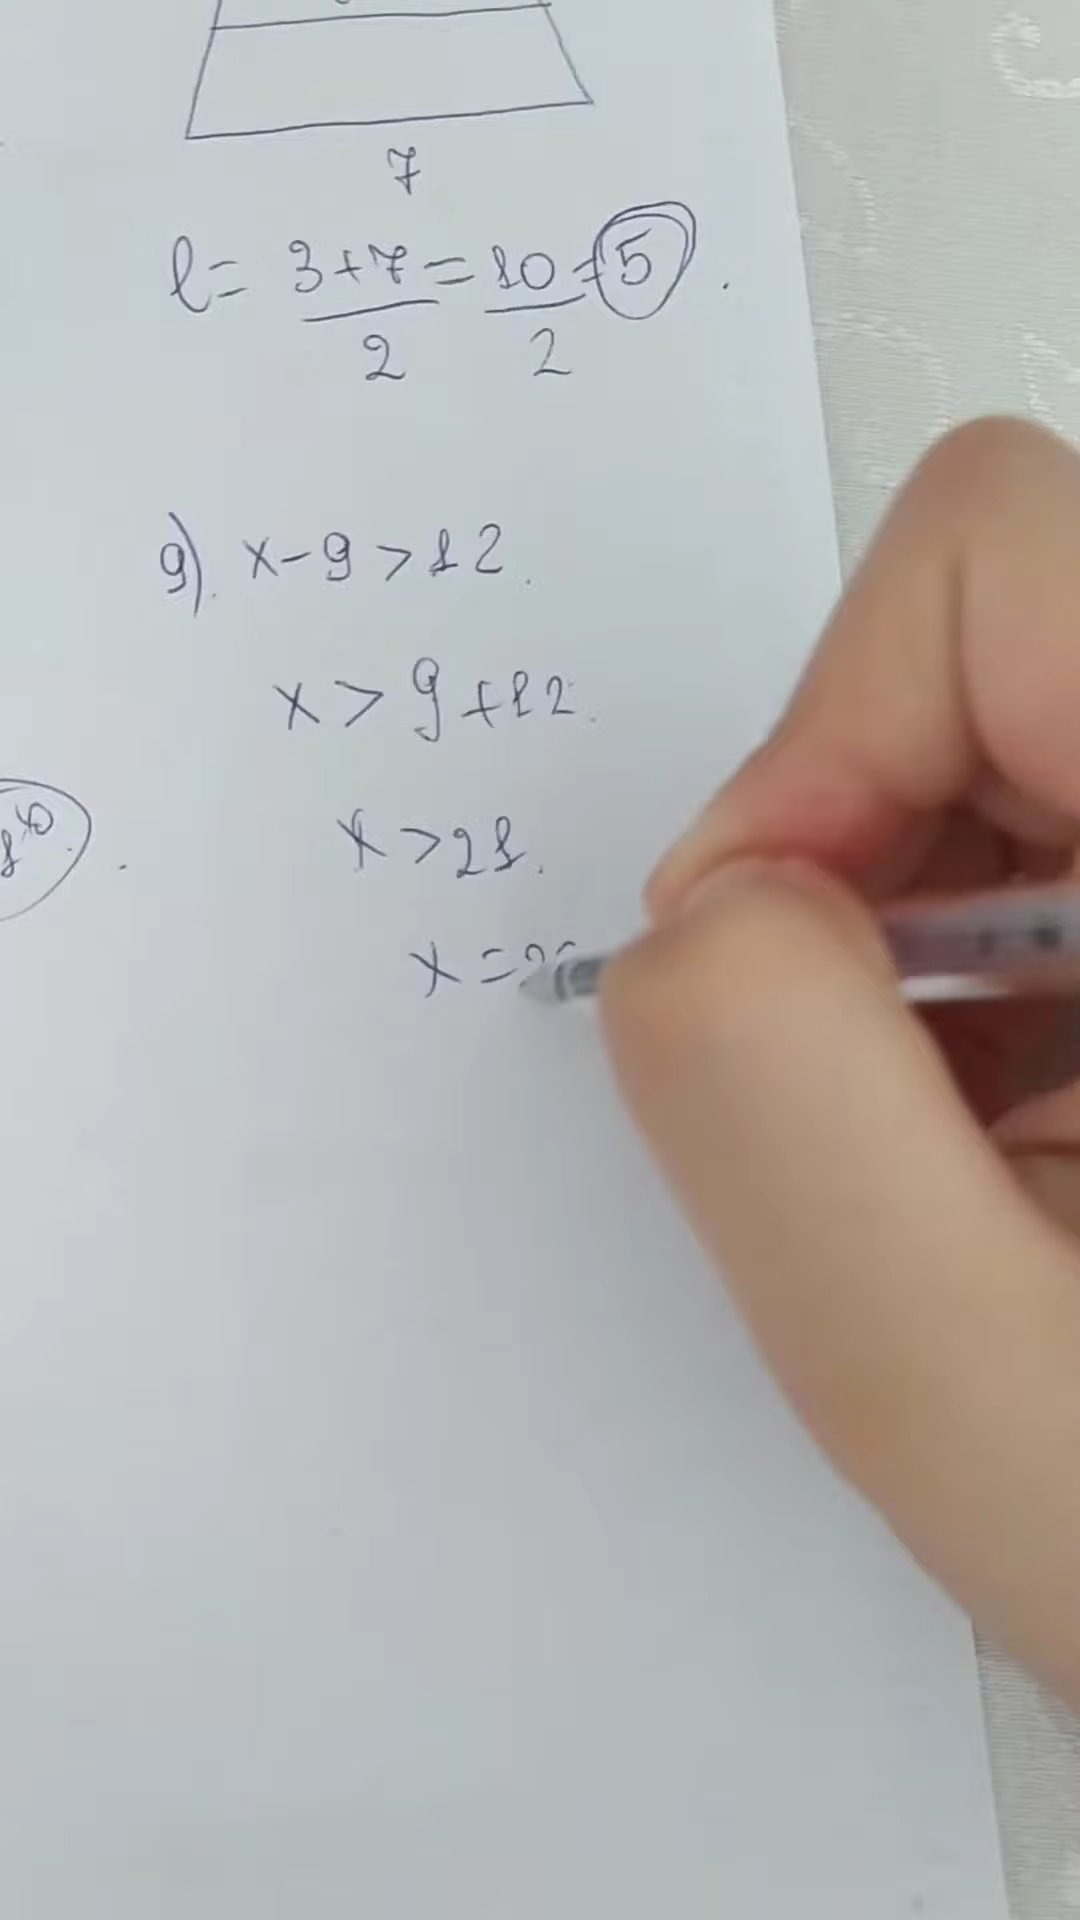 7
l = 3+7/2 = 10/2 = 5.
9). x-9>12.
x > 9+12.
x >21.
x =